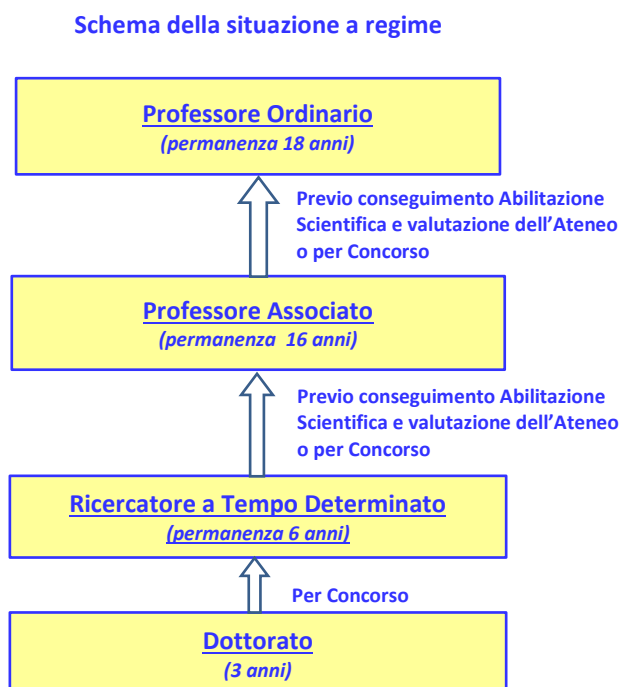 Schema della situazione a regime
Professore Ordinario
(permanenza 18 anni)
Previo conseguimento Abilitazione
Scientifica e valutazione dell'Ateneo
o per Concorso
Professore Associato
(permanenza 16 anni)
Previo conseguimento Abilitazione
Scientifica e valutazione dell'Ateneo
o per Concorso
Ricercatore a Tempo Determinato
(permanenza 6 anni)
Per Concorso
Dottorato
(3 anni)